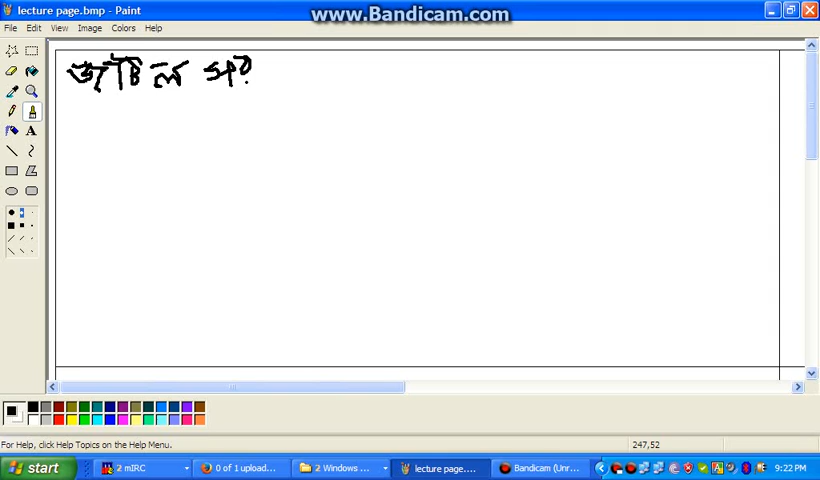 lecture page.bmp - Paint
www.Bandicam.com
File Edit View Image Colors Help
জটিল
A
For Help, click Help Topics on the Help Menu.
247,52
start
2 mIRC
0 of 1 upload...
2 Windows ...
lecture page....
Bandicam (Unr...
9:22 PM